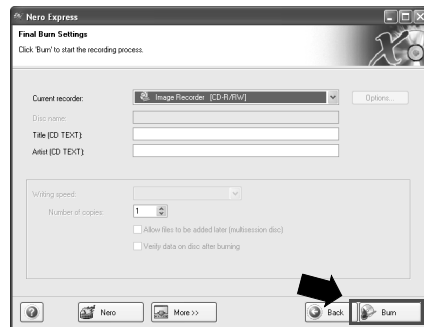 Nero Express
Final Burn Settings
Click 'Burn' to start the recording process.
Current recorder: Image Recorder [CD-R/RW] Options...
Disc name:
Title (CD TEXT):
Artist (CD TEXT):
Writing speed:
Number of copies 1
Allow files to be added later (multisession disc)
Verify data on disc after burning
Nero More >> Back Burn